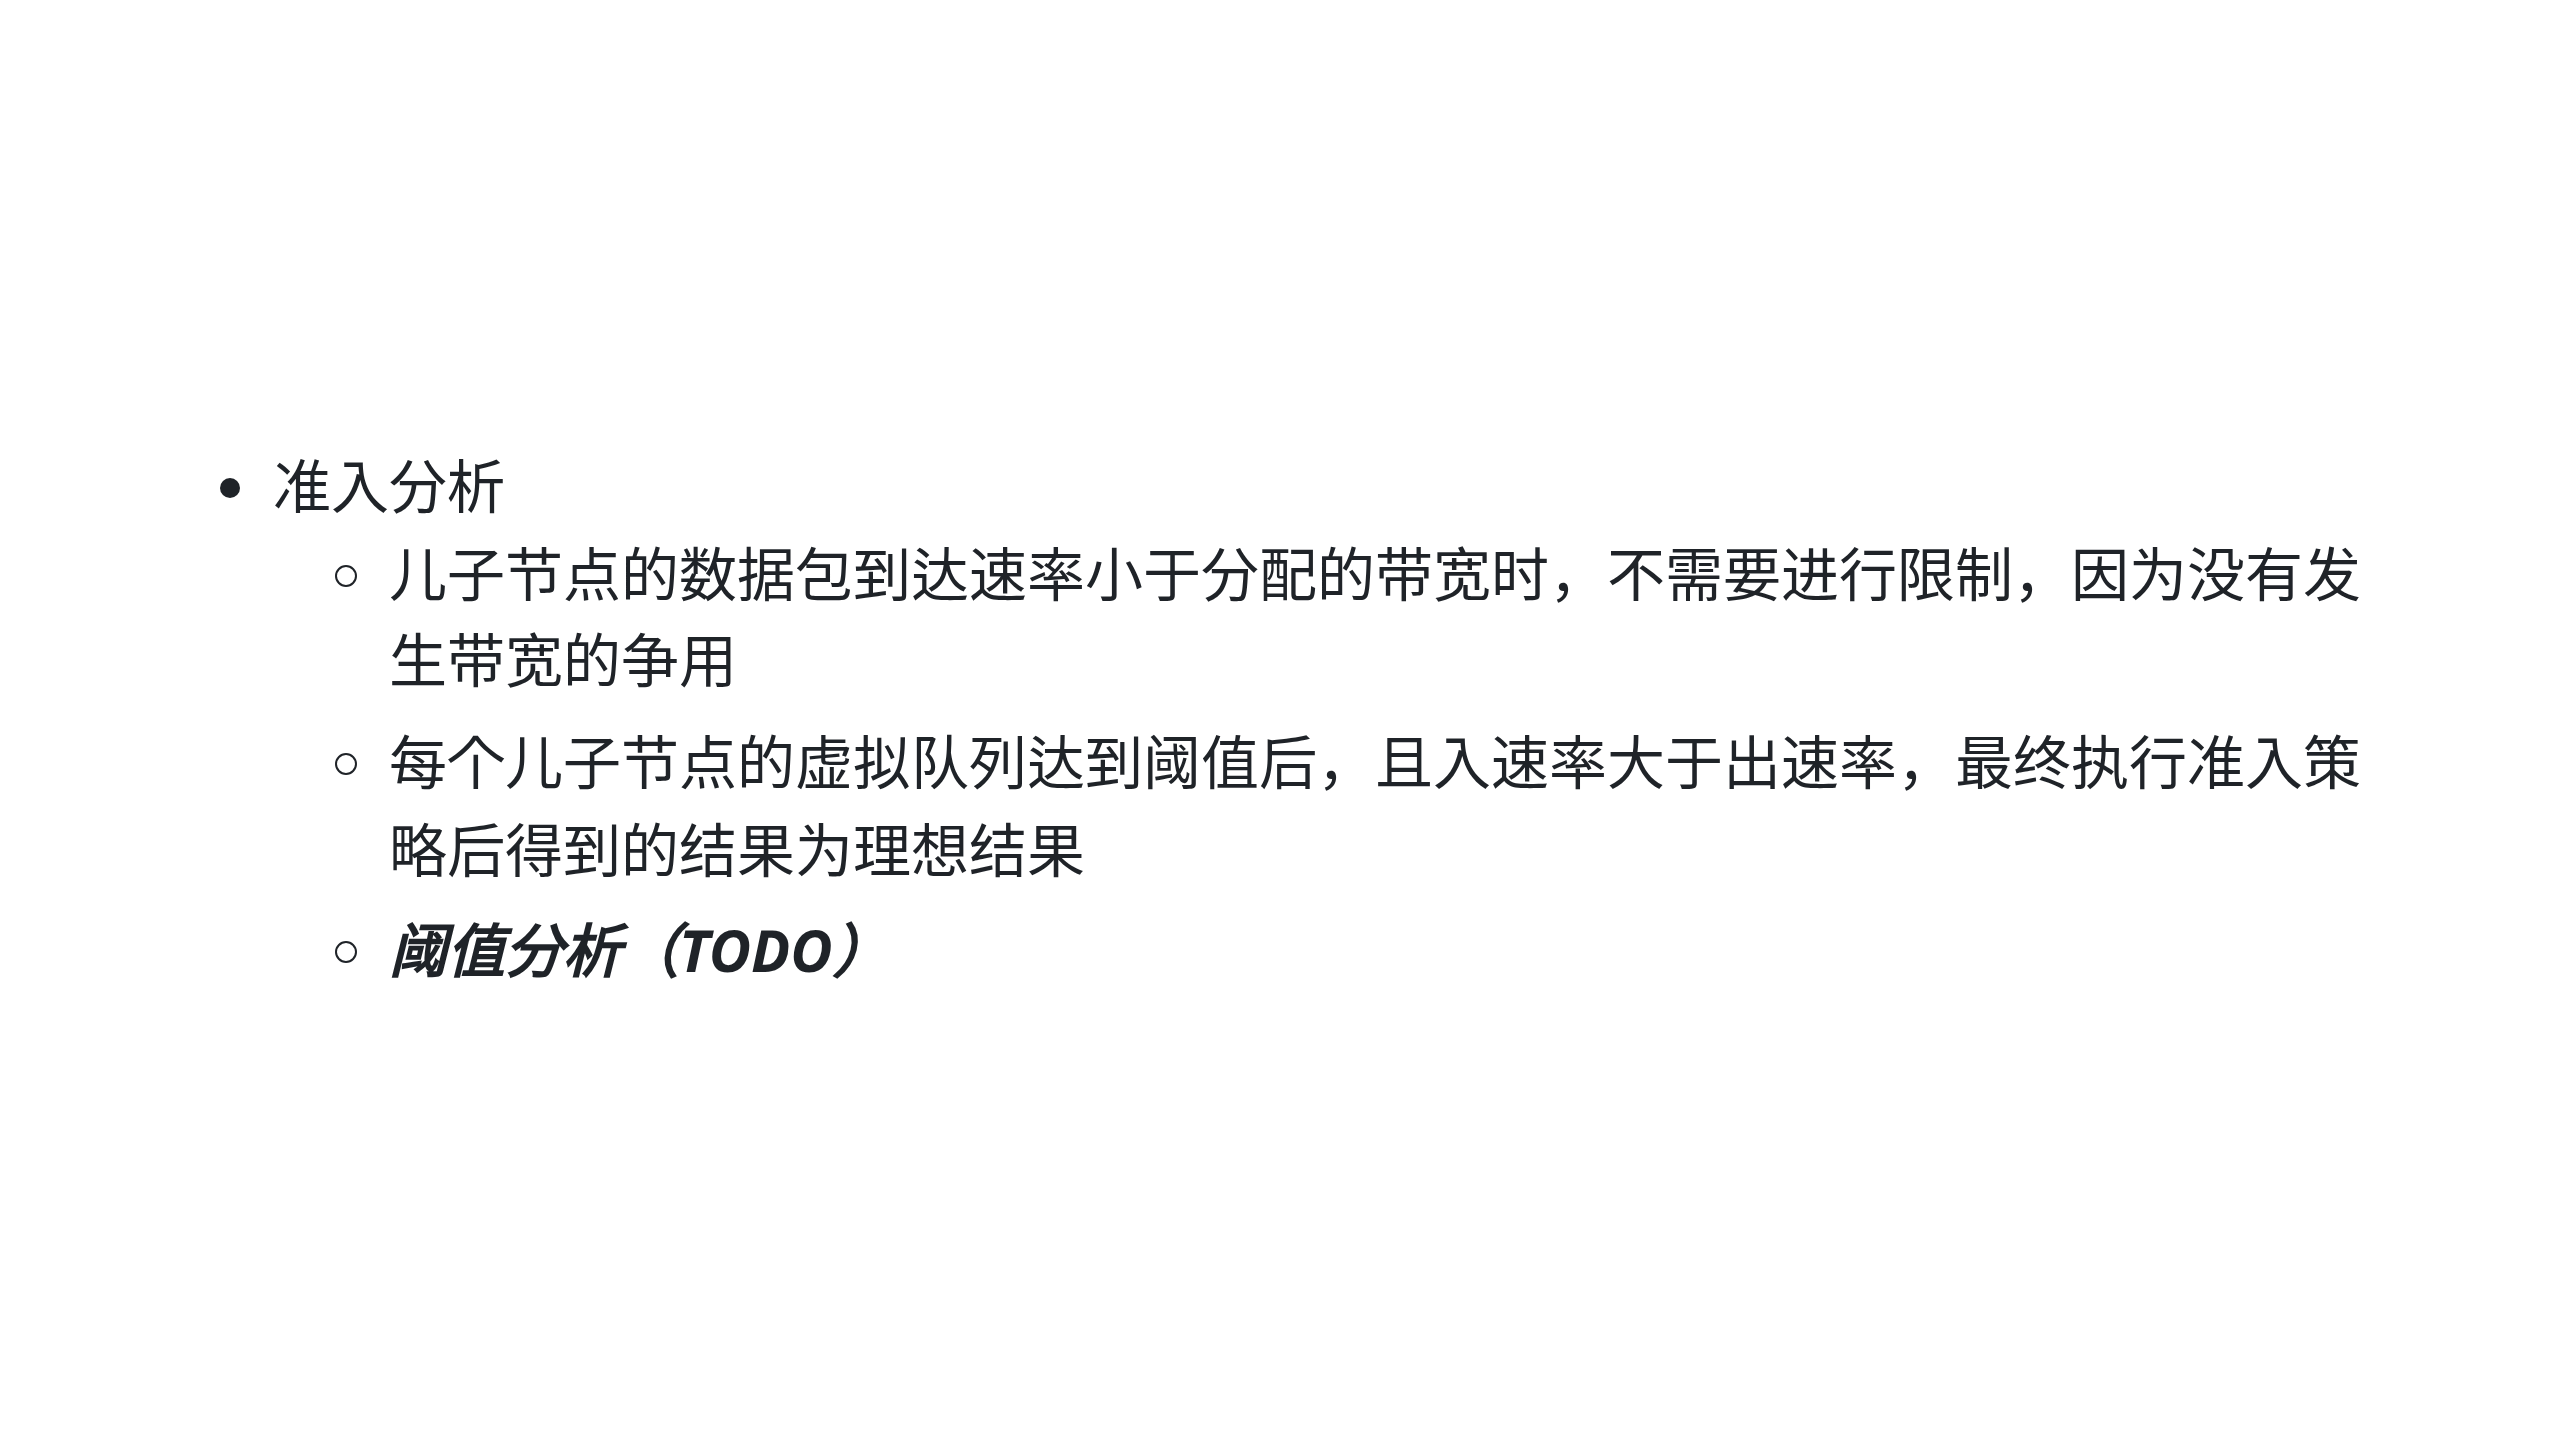 准入分析
儿子节点的数据包到达速率小于分配的带宽时，不需要进行限制，因为没有发
生带宽的争用
每个儿子节点的虚拟队列达到阈值后，且入速率大于出速率，最终执行准入策
略后得到的结果为理想结果
阈值分析（TODO）